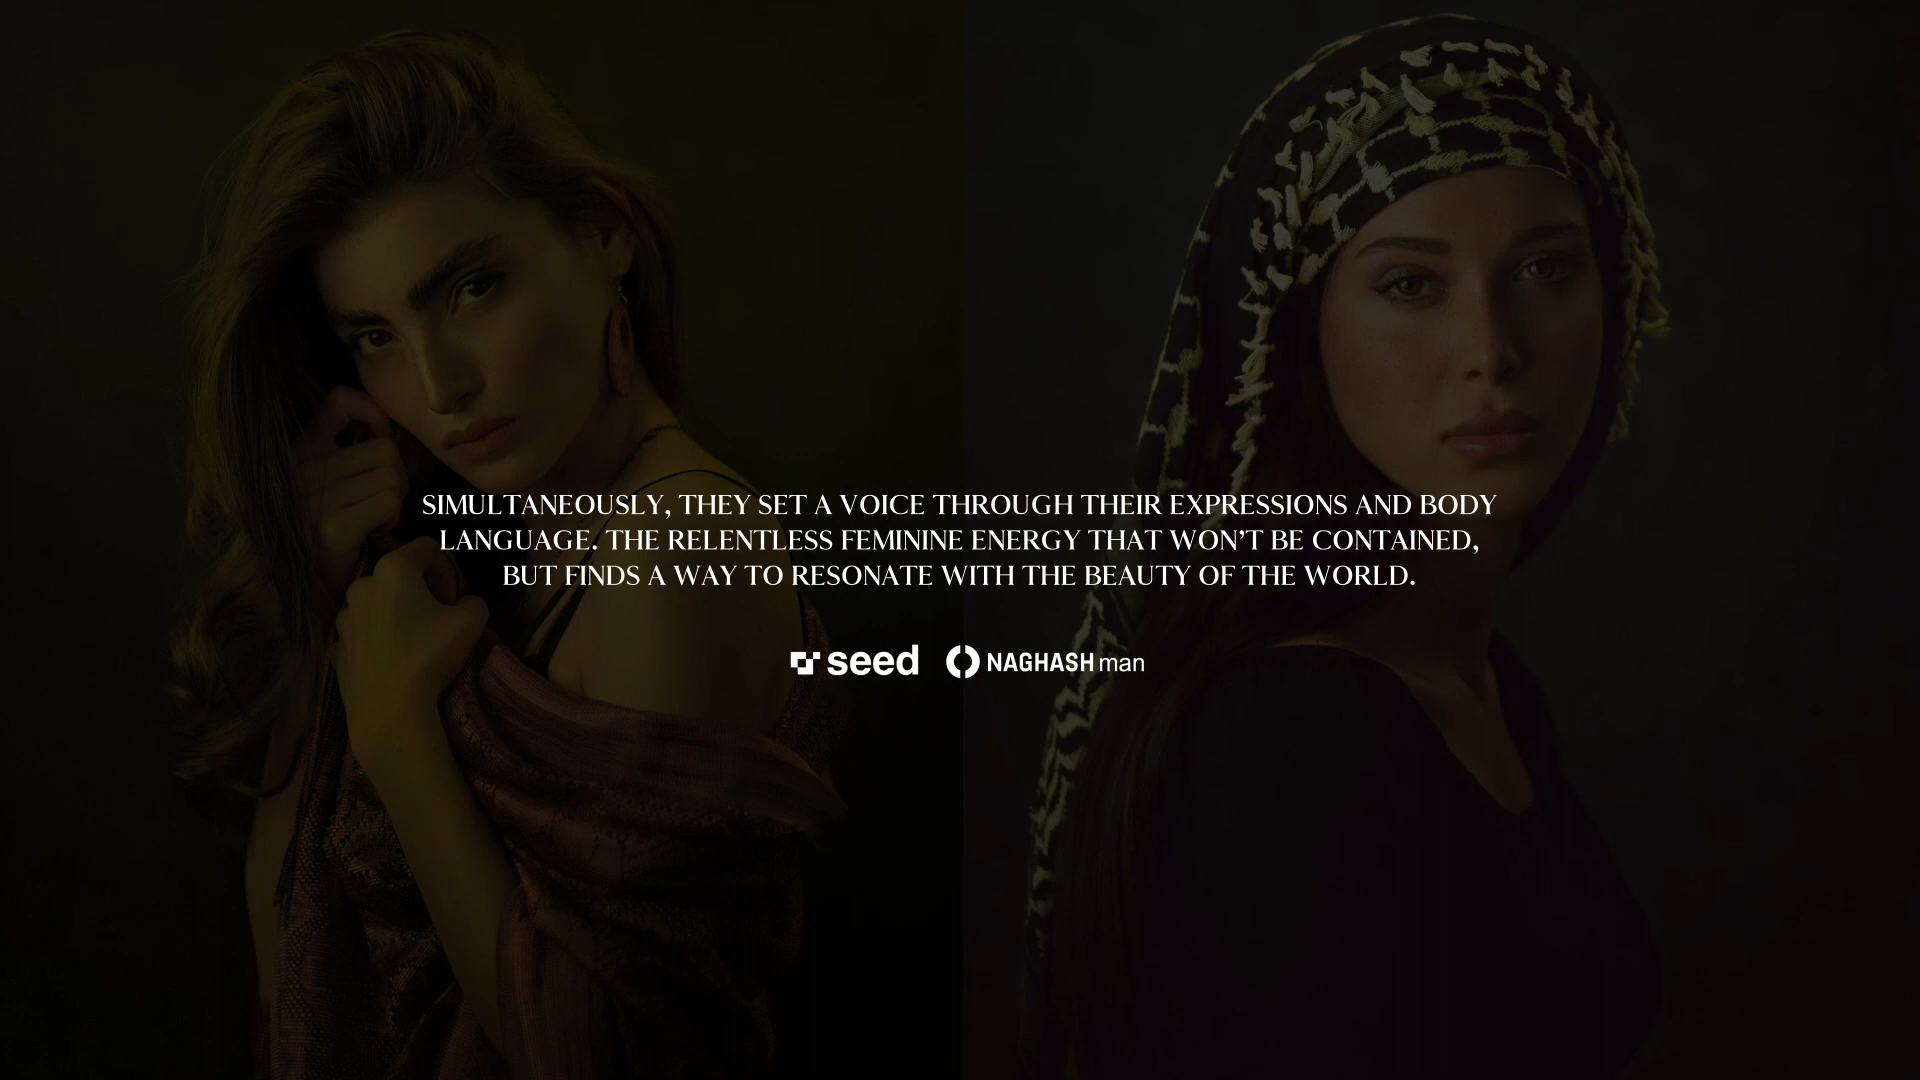 SIMULTANEOUSLY, THEY SET A VOICE THROUGH THEIR EXPRESSIONS AND BODY
LANGUAGE. THE RELENTLESS FEMININE ENERGY THAT WON'T BE CONTAINED,
BUT FINDS A WAY TO RESONATE WITH THE BEAUTY OF THE WORLD.
seed NAGHASH man